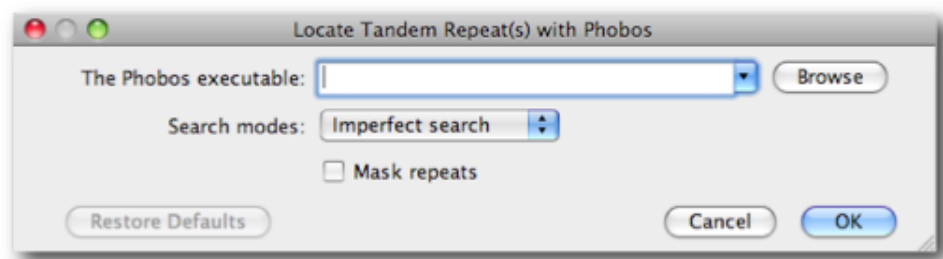 Locate Tandem Repeat(s) with Phobos
The Phobos executable: Browse
Search modes: Imperfect search
Mask repeats
Restore Defaults Cancel OK